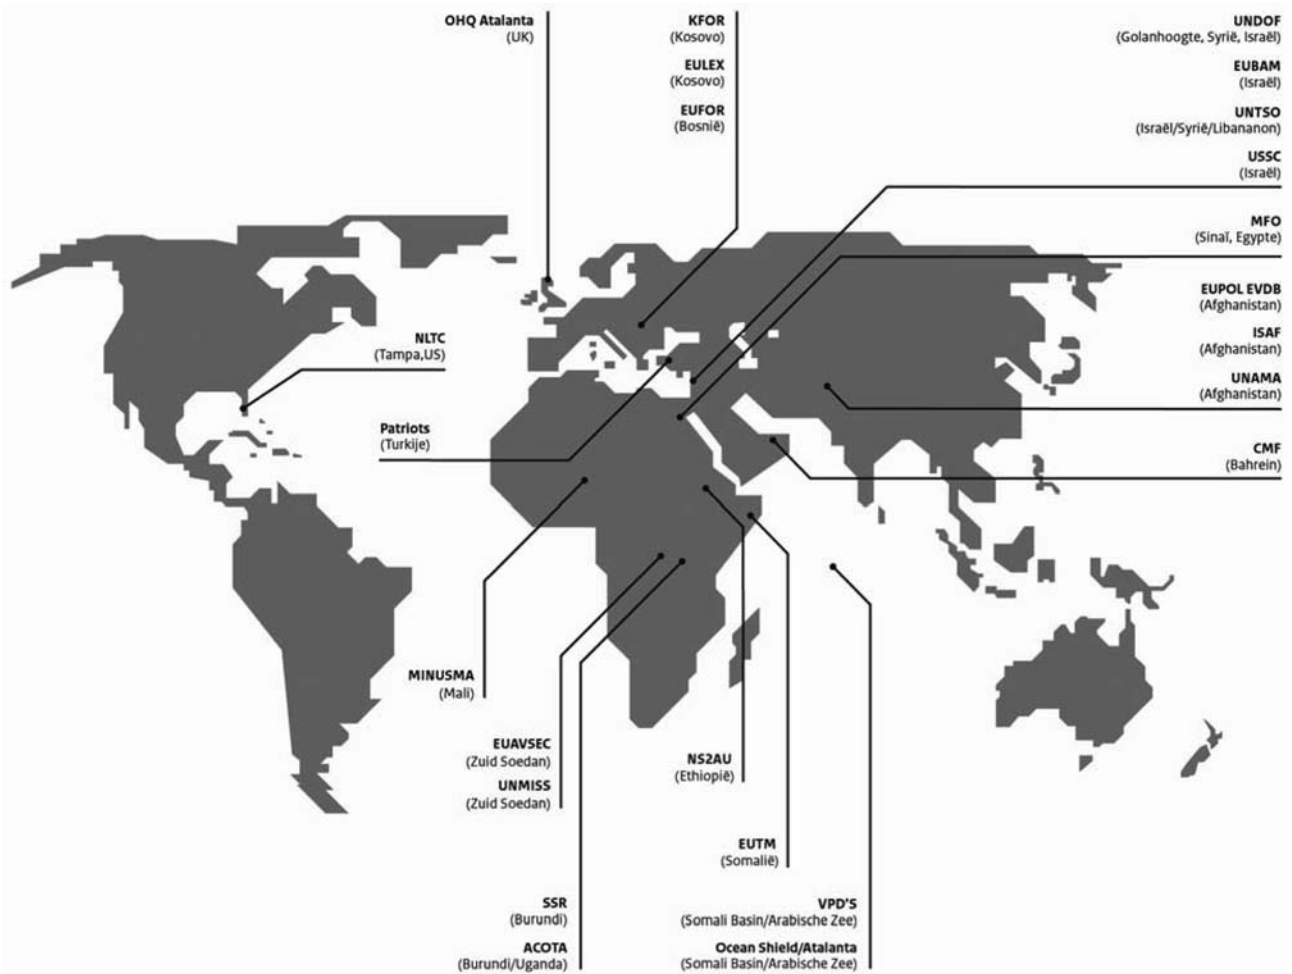 OHQ Atalanta
(UK)
KFOR
(Kosovo)
EULEX
(Kosovo)
EUFOR
(Bosnië)
UNDOF
(Golanhoogte, Syrië, Israël)
EUBAM
(Israël)
UNTSO
(Israël/Syrië/Libananon)
USSC
(Israël)
MFO
(Sinaï, Egypte)
EUPOL EVDB
(Afghanistan)
ISAF
(Afghanistan)
UNAMA
(Afghanistan)
CMF
(Bahrein)
NLTC
(Tampa,US)
Patriots
(Turkije)
MINUSMA
(Mali)
EUAVSEC
(Zuid Soedan)
UNMISS
(Zuid Soedan)
NS2AU
(Ethiopië)
EUTM
(Somalië)
SSR
(Burundi)
ACOTA
(Burundi/Uganda)
VPD'S
(Somali Basin/Arabische Zee)
Ocean Shield/Atalanta
(Somali Basin/Arabische Zee)